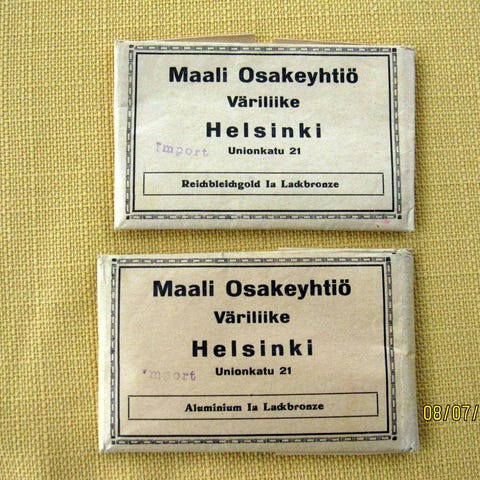 Maali Osakeyhtiö
Väriliike
Helsinki
Import
Unionkatu 21
Reichbleichgold Ia Lackbronze
Maali Osakeyhtiö
Väriliike
Helsinki
Import
Unionkatu 21
Aluminium Ia Lackbronze
08/07/